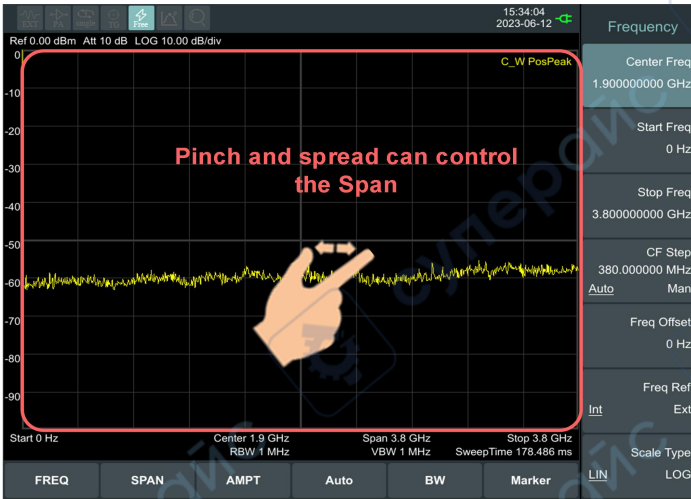 EXT
Single
TG
Free
15:34:04
2023-06-12
Frequency
Ref 0.00 dBm Att 10 dB LOG 10.00 dB/div
0
C_W PosPeak
Center Freq
1.900000000 GHz
-10
Start Freq
0 Hz
-20
Pinch and spread can control
the Span
-30
Stop Freq
3.800000000 GHz
-40
-50
CF Step
380.000000 MHz
Auto Man
-60
-70
Freq Offset
0 Hz
-80
-90
Freq Ref
Int Ext
Start 0 Hz Center 1.9 GHz Span 3.8 GHz Stop 3.8 GHz
RBW 1 MHz VBW 1 MHz SweepTime 178.486 ms
Scale Type
LIN LOG
FREQ SPAN AMPT Auto BW Marker
суперайс